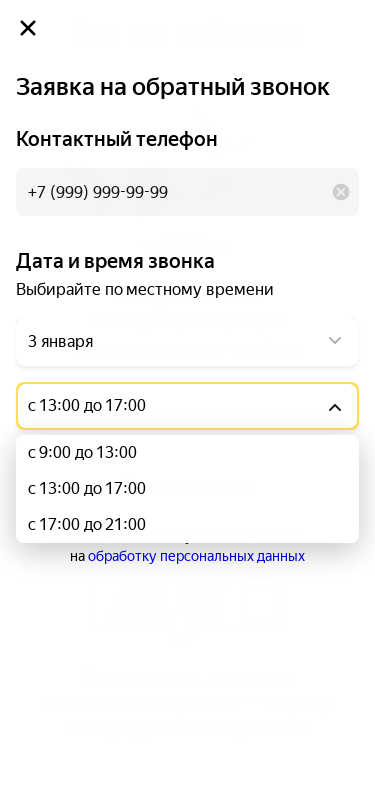 Заявка на обратный звонок
Контактный телефон
+7 (999) 999-99-99
Дата и время звонка
Выбирайте по местному времени
3 января
с 13:00 до 17:00
с 9:00 до 13:00
с 13:00 до 17:00
с 17:00 до 21:00
на обработку персональных данных